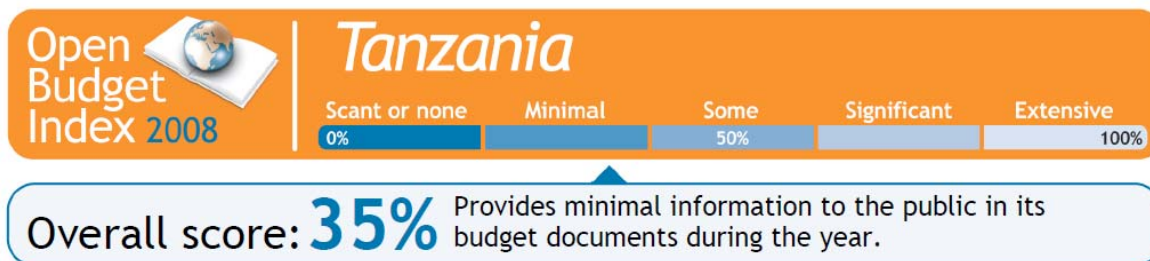 Open
Budget
Index 2008
Tanzania
Scant or none Minimal Some Significant Extensive
0% 50% 100%
Overall score: 35% Provides minimal information to the public in its
budget documents during the year.